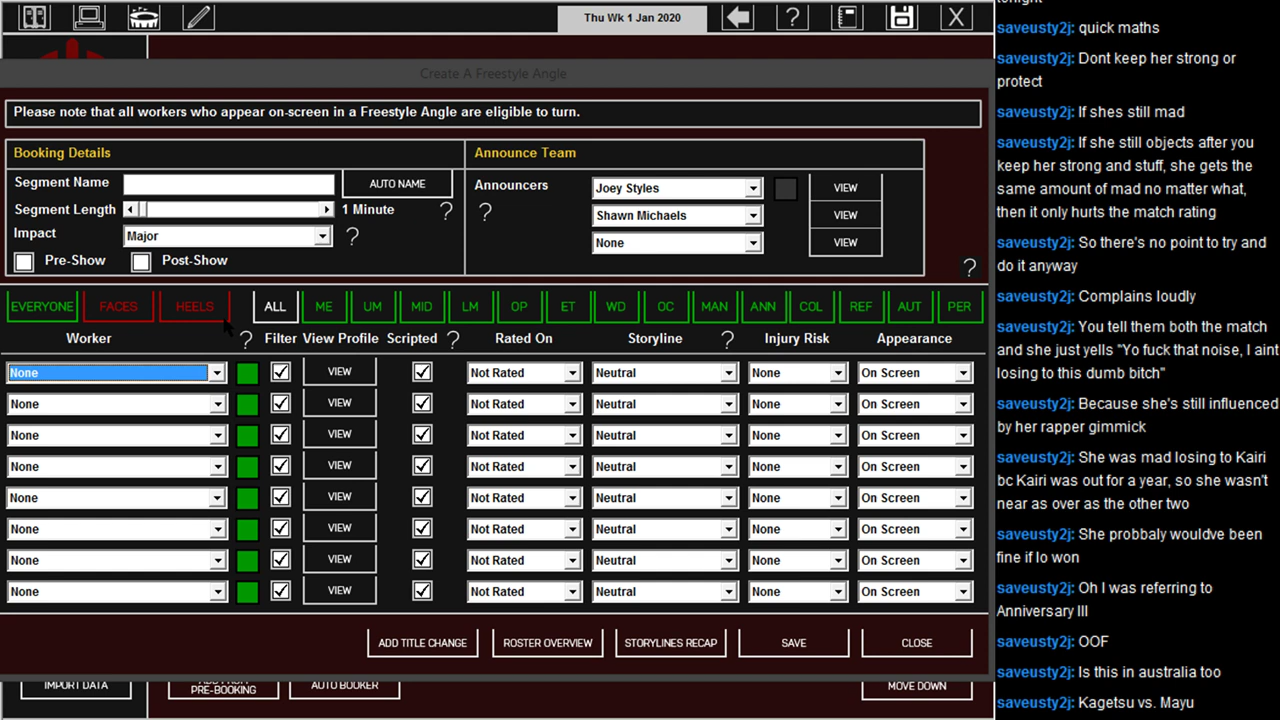 Thu Wk 1 Jan 2020
?
X
Create A Freestyle Angle
Please note that all workers who appear on-screen in a Freestyle Angle are eligible to turn.
Booking Details
Segment Name
AUTO NAME
Segment Length
1 Minute
?
Impact
Major
?
Pre-Show
Post-Show
Announce Team
Announcers
?
Joey Styles
VIEW
Shawn Michaels
VIEW
None
VIEW
?
EVERYONE FACES HEELS ALL ME UM MID LM OP ET WD OC MAN ANN COL REF AUT PER
Worker ? Filter View Profile Scripted ? Rated On Storyline ? Injury Risk Appearance
None VIEW Not Rated Neutral None On Screen
None VIEW Not Rated Neutral None On Screen
None VIEW Not Rated Neutral None On Screen
None VIEW Not Rated Neutral None On Screen
None VIEW Not Rated Neutral None On Screen
None VIEW Not Rated Neutral None On Screen
None VIEW Not Rated Neutral None On Screen
None VIEW Not Rated Neutral None On Screen
ADD TITLE CHANGE ROSTER OVERVIEW STORYLINES RECAP SAVE CLOSE
IMPORT DATA
PRE-BOOKING
AUTO BOOKER
MOVE DOWN
tonight
saveusty2j: quick maths
saveusty2j: Dont keep her strong or
protect
saveusty2j: If shes still mad
saveusty2j: If she still objects after you
keep her strong and stuff, she gets the
same amount of mad no matter what,
then it only hurts the match rating
saveusty2j: So there's no point to try and
do it anyway
saveusty2j: Complains loudly
saveusty2j: You tell them both the match
and she just yells "Yo fuck that noise, I aint
losing to this dumb bitch"
saveusty2j: Because she's still influenced
by her rapper gimmick
saveusty2j: She was mad losing to Kairi
bc Kairi was out for a year, so she wasn't
near as over as the other two
saveusty2j: She probbaly wouldve been
fine if Io won
saveusty2j: Oh I was referring to
Anniversary III
saveusty2j: OOF
saveusty2j: Is this in australia too
saveusty2j: Kagetsu vs. Mayu